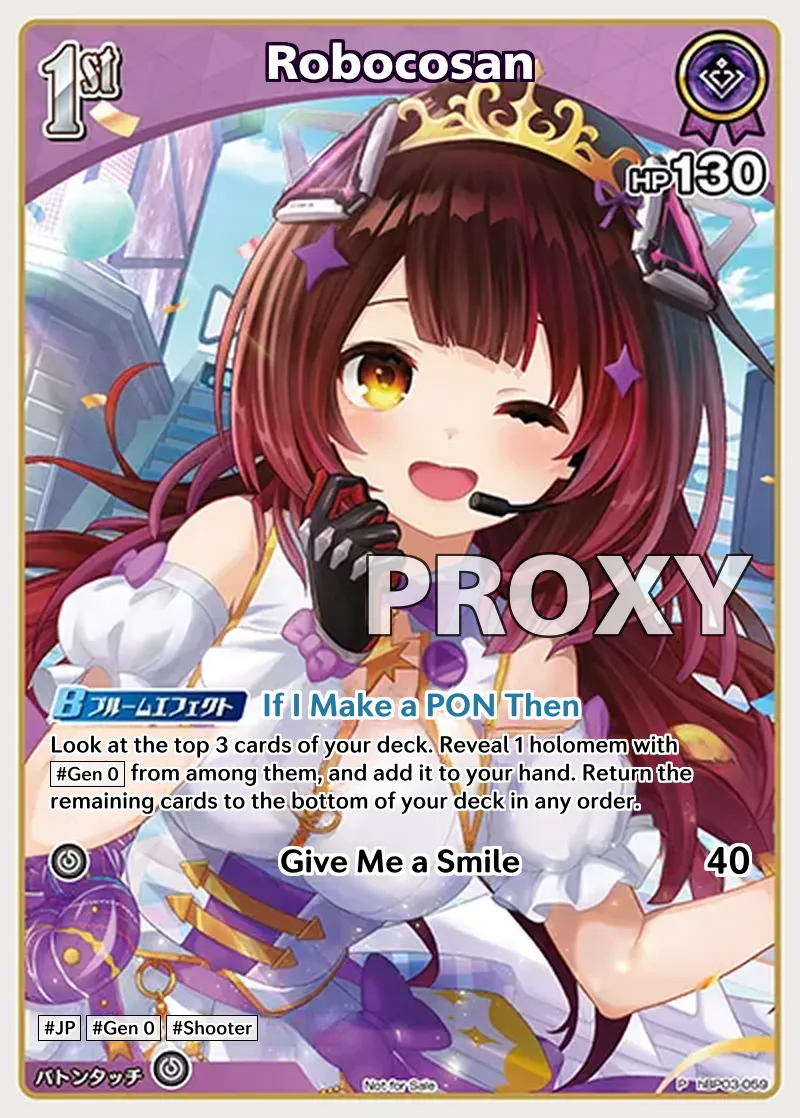 1st
Robocosan
HP130
PROXY
Bブルームエフェクト If I Make a PON Then
Look at the top 3 cards of your deck. Reveal 1 holomem with
#Gen 0 from among them, and add it to your hand. Return the
remaining cards to the bottom of your deck in any order.
Give Me a Smile 40
#JP #Gen 0 #Shooter
バトンタッチ
Not for Sale
P hBP03-059